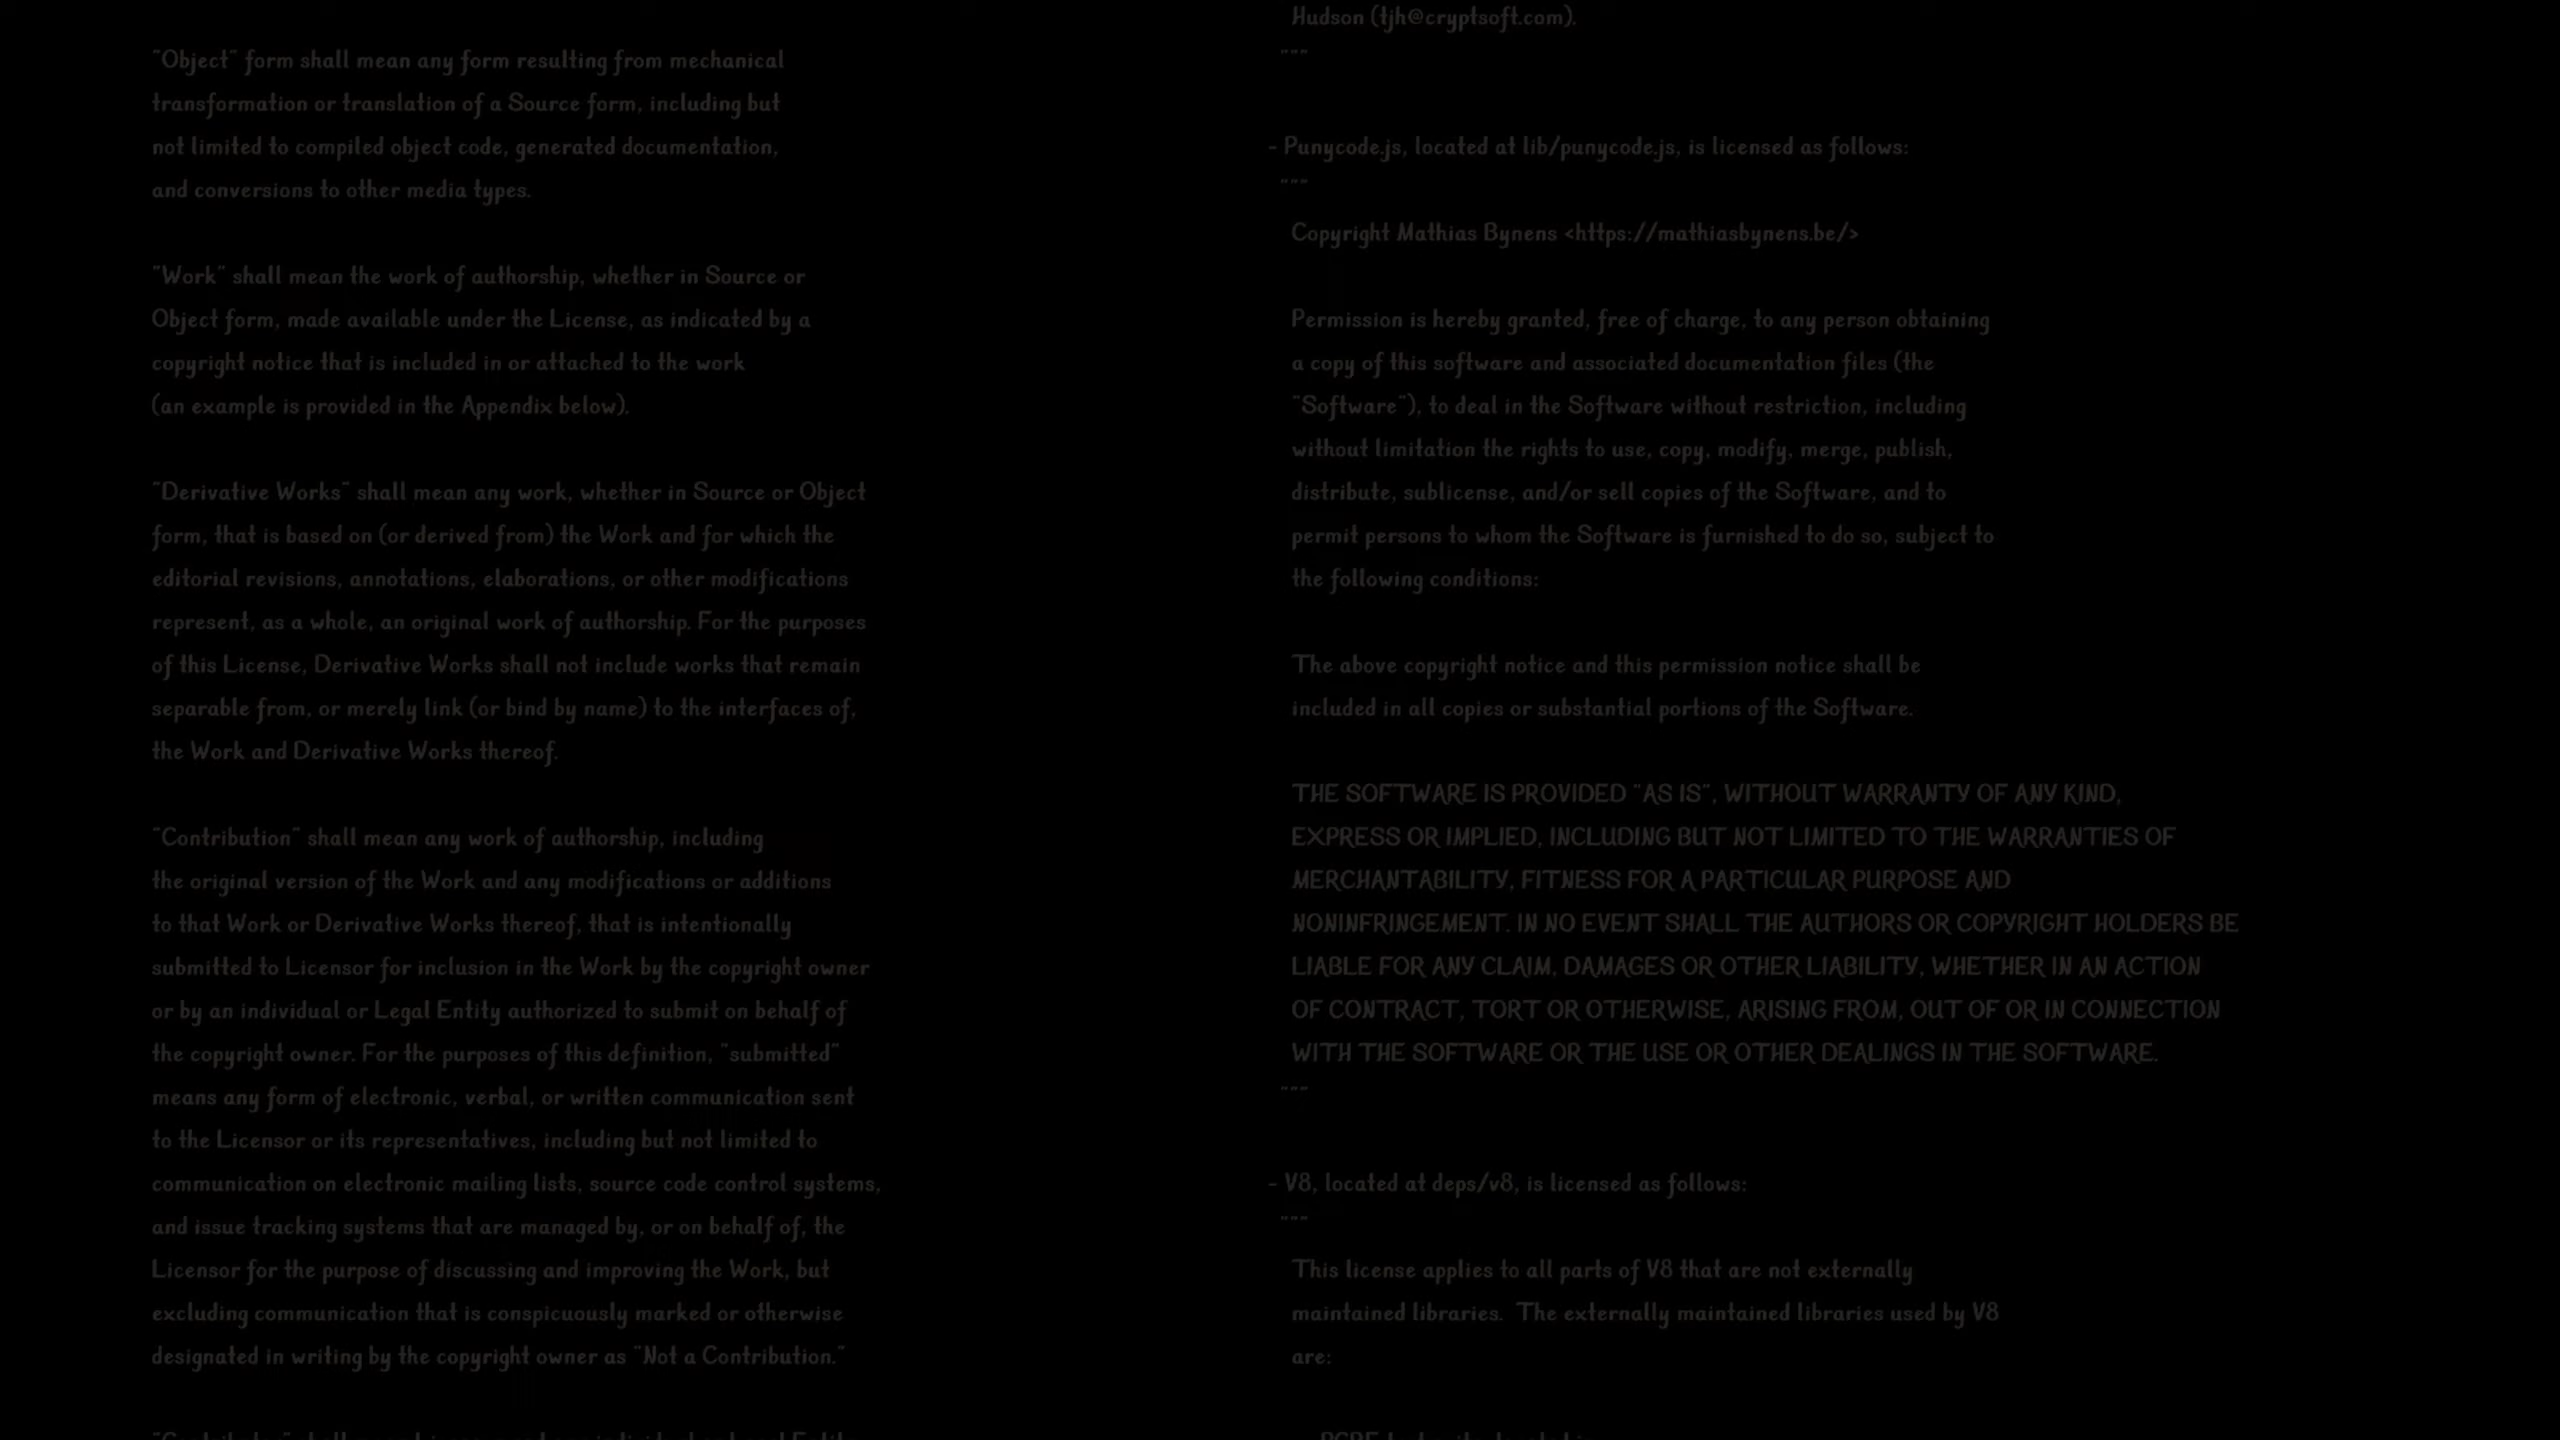 "Object" form shall mean any form resulting from mechanical
transformation or translation of a Source form, including but
not limited to compiled object code, generated documentation,
and conversions to other media types.
"Work" shall mean the work of authorship, whether in Source or
Object form, made available under the License, as indicated by a
copyright notice that is included in or attached to the work
(an example is provided in the Appendix below).
"Derivative Works" shall mean any work, whether in Source or Object
form, that is based on (or derived from) the Work and for which the
editorial revisions, annotations, elaborations, or other modifications
represent, as a whole, an original work of authorship. For the purposes
of this License, Derivative Works shall not include works that remain
separable from, or merely link (or bind by name) to the interfaces of,
the Work and Derivative Works thereof.
"Contribution" shall mean any work of authorship, including
the original version of the Work and any modifications or additions
to that Work or Derivative Works thereof, that is intentionally
submitted to Licensor for inclusion in the Work by the copyright owner
or by an individual or Legal Entity authorized to submit on behalf of
the copyright owner. For the purposes of this definition, "submitted"
means any form of electronic, verbal, or written communication sent
to the Licensor or its representatives, including but not limited to
communication on electronic mailing lists, source code control systems,
and issue tracking systems that are managed by, or on behalf of, the
Licensor for the purpose of discussing and improving the Work, but
excluding communication that is conspicuously marked or otherwise
designated in writing by the copyright owner as "Not a Contribution."
Hudson (tjh@cryptsoft.com).
"""
- Punycode.js, located at lib/punycode.js, is licensed as follows:
"""
Copyright Mathias Bynens <https://mathiasbynens.be/>
Permission is hereby granted, free of charge, to any person obtaining
a copy of this software and associated documentation files (the
"Software"), to deal in the Software without restriction, including
without limitation the rights to use, copy, modify, merge, publish,
distribute, sublicense, and/or sell copies of the Software, and to
permit persons to whom the Software is furnished to do so, subject to
the following conditions:
The above copyright notice and this permission notice shall be
included in all copies or substantial portions of the Software.
THE SOFTWARE IS PROVIDED "AS IS", WITHOUT WARRANTY OF ANY KIND,
EXPRESS OR IMPLIED, INCLUDING BUT NOT LIMITED TO THE WARRANTIES OF
MERCHANTABILITY, FITNESS FOR A PARTICULAR PURPOSE AND
NONINFRINGEMENT. IN NO EVENT SHALL THE AUTHORS OR COPYRIGHT HOLDERS BE
LIABLE FOR ANY CLAIM, DAMAGES OR OTHER LIABILITY, WHETHER IN AN ACTION
OF CONTRACT, TORT OR OTHERWISE, ARISING FROM, OUT OF OR IN CONNECTION
WITH THE SOFTWARE OR THE USE OR OTHER DEALINGS IN THE SOFTWARE.
"""
- V8, located at deps/v8, is licensed as follows:
"""
This license applies to all parts of V8 that are not externally
maintained libraries.  The externally maintained libraries used by V8
are: